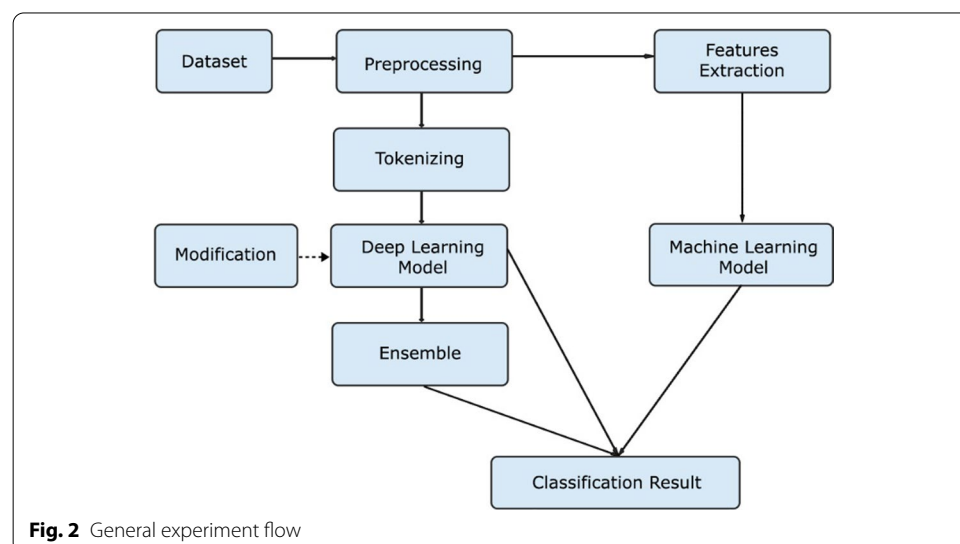 Dataset
Preprocessing
Features
Extraction
Tokenizing
Modification
Deep Learning
Model
Machine Learning
Model
Ensemble
Classification Result
Fig. 2 General experiment flow